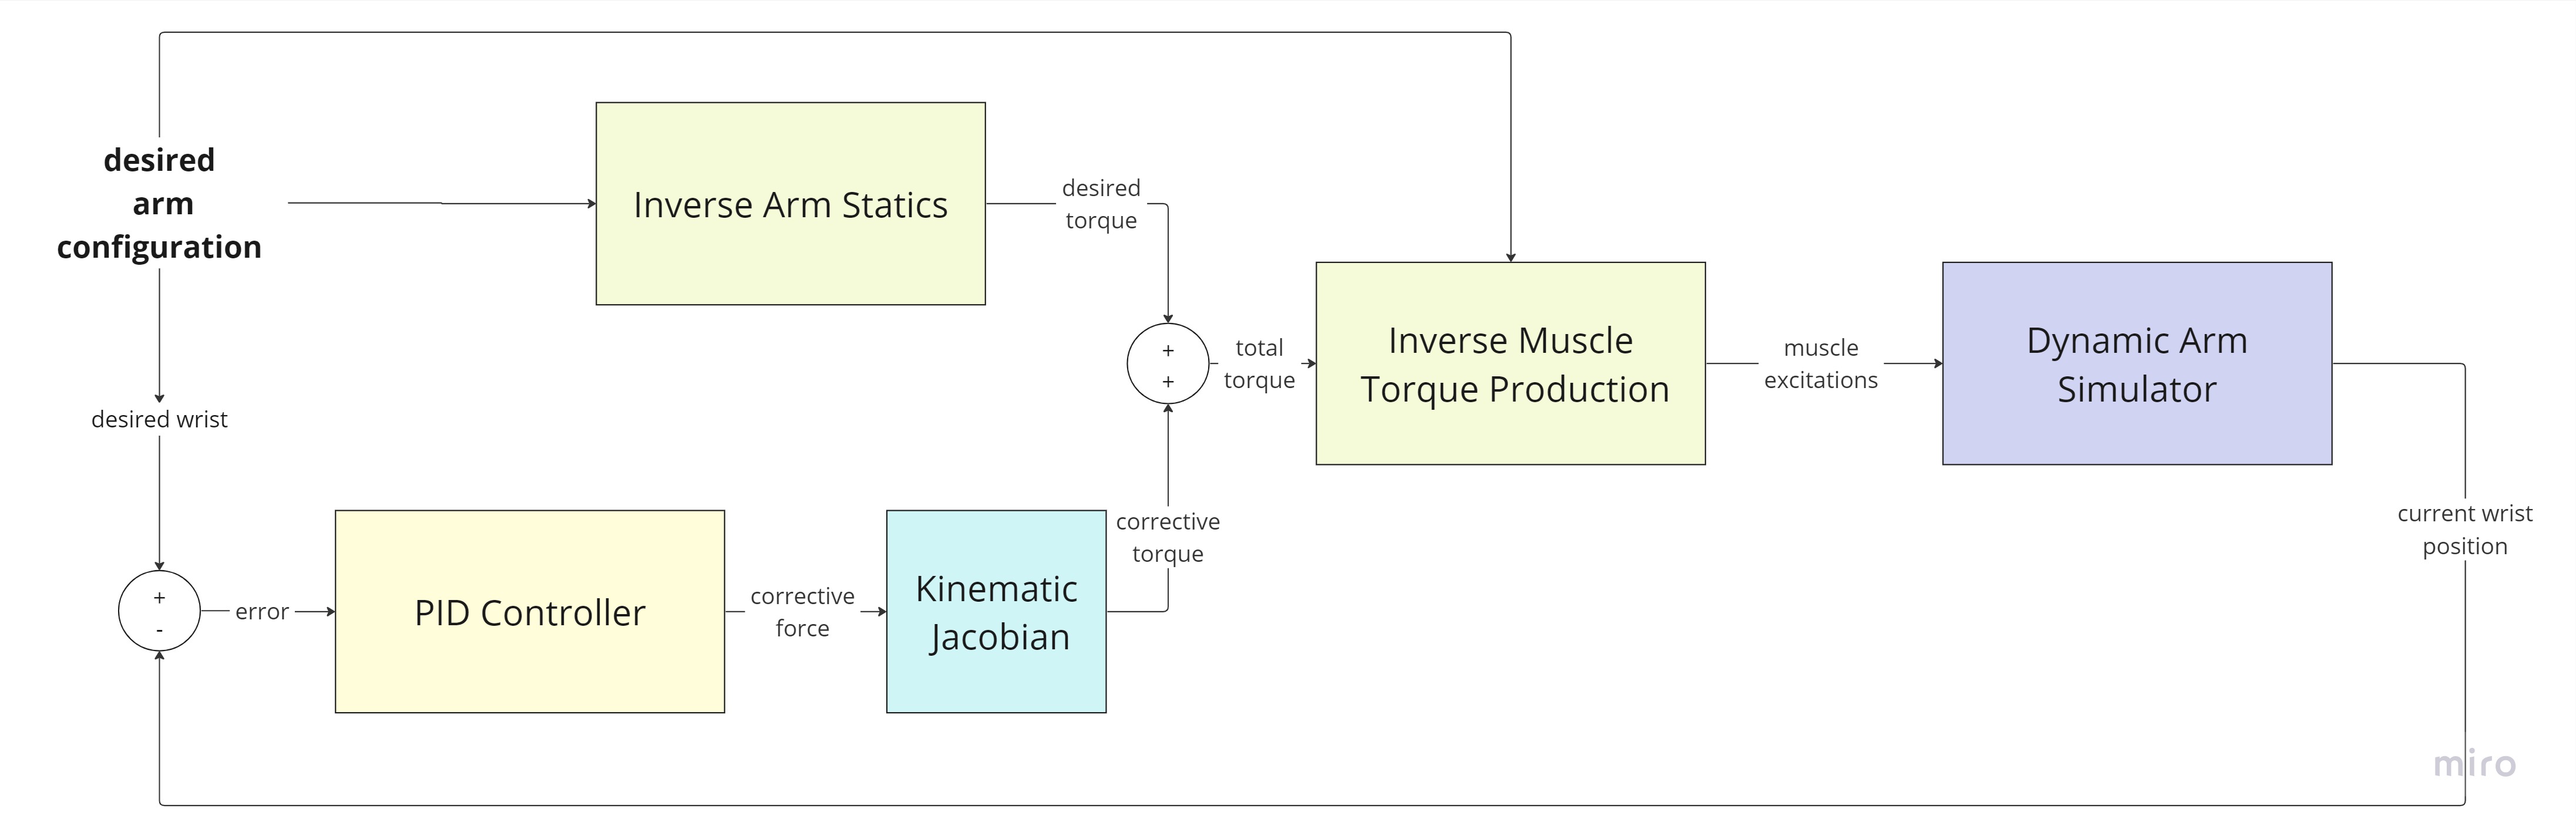 desired
arm
configuration
Inverse Arm Statics
desired
torque
desired wrist
+
-
error
PID Controller
corrective
force
Kinematic
Jacobian
corrective
torque
+
+
total
torque
Inverse Muscle
Torque Production
muscle
excitations
Dynamic Arm
Simulator
current wrist
position
miro